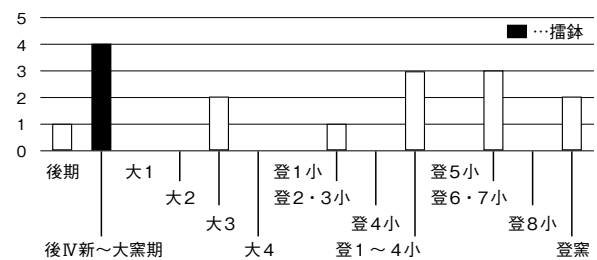 5
4
3
2
1
0
■…擂鉢
後期
大1
登1小
登5小
大2
登2・3小
登6・7小
大3
登4小
登8小
後Ⅳ新～大窯期
大4
登1～4小
登窯